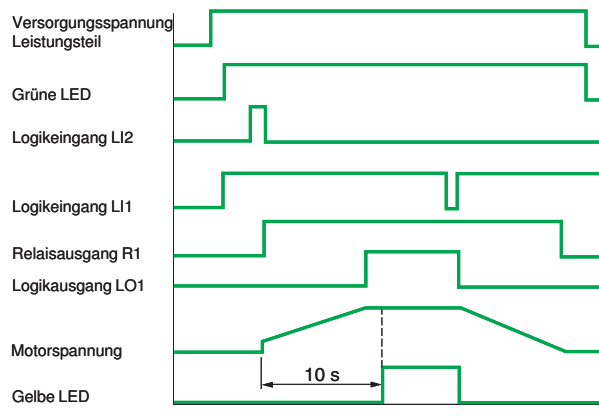 Versorgungsspannung
Leistungsteil
Grüne LED
Logikeingang LI2
Logikeingang LI1
Relaisausgang R1
Logikausgang LO1
Motorspannung
10 s
Gelbe LED